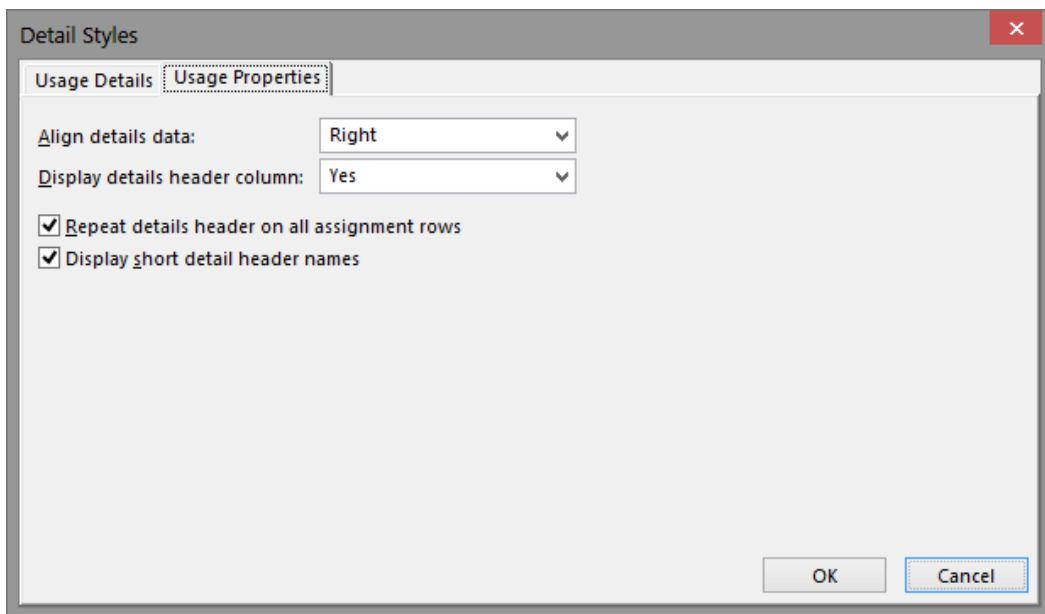 Detail Styles
Usage Details Usage Properties
Align details data: Right
Display details header column: Yes
Repeat details header on all assignment rows
Display short detail header names
OK Cancel